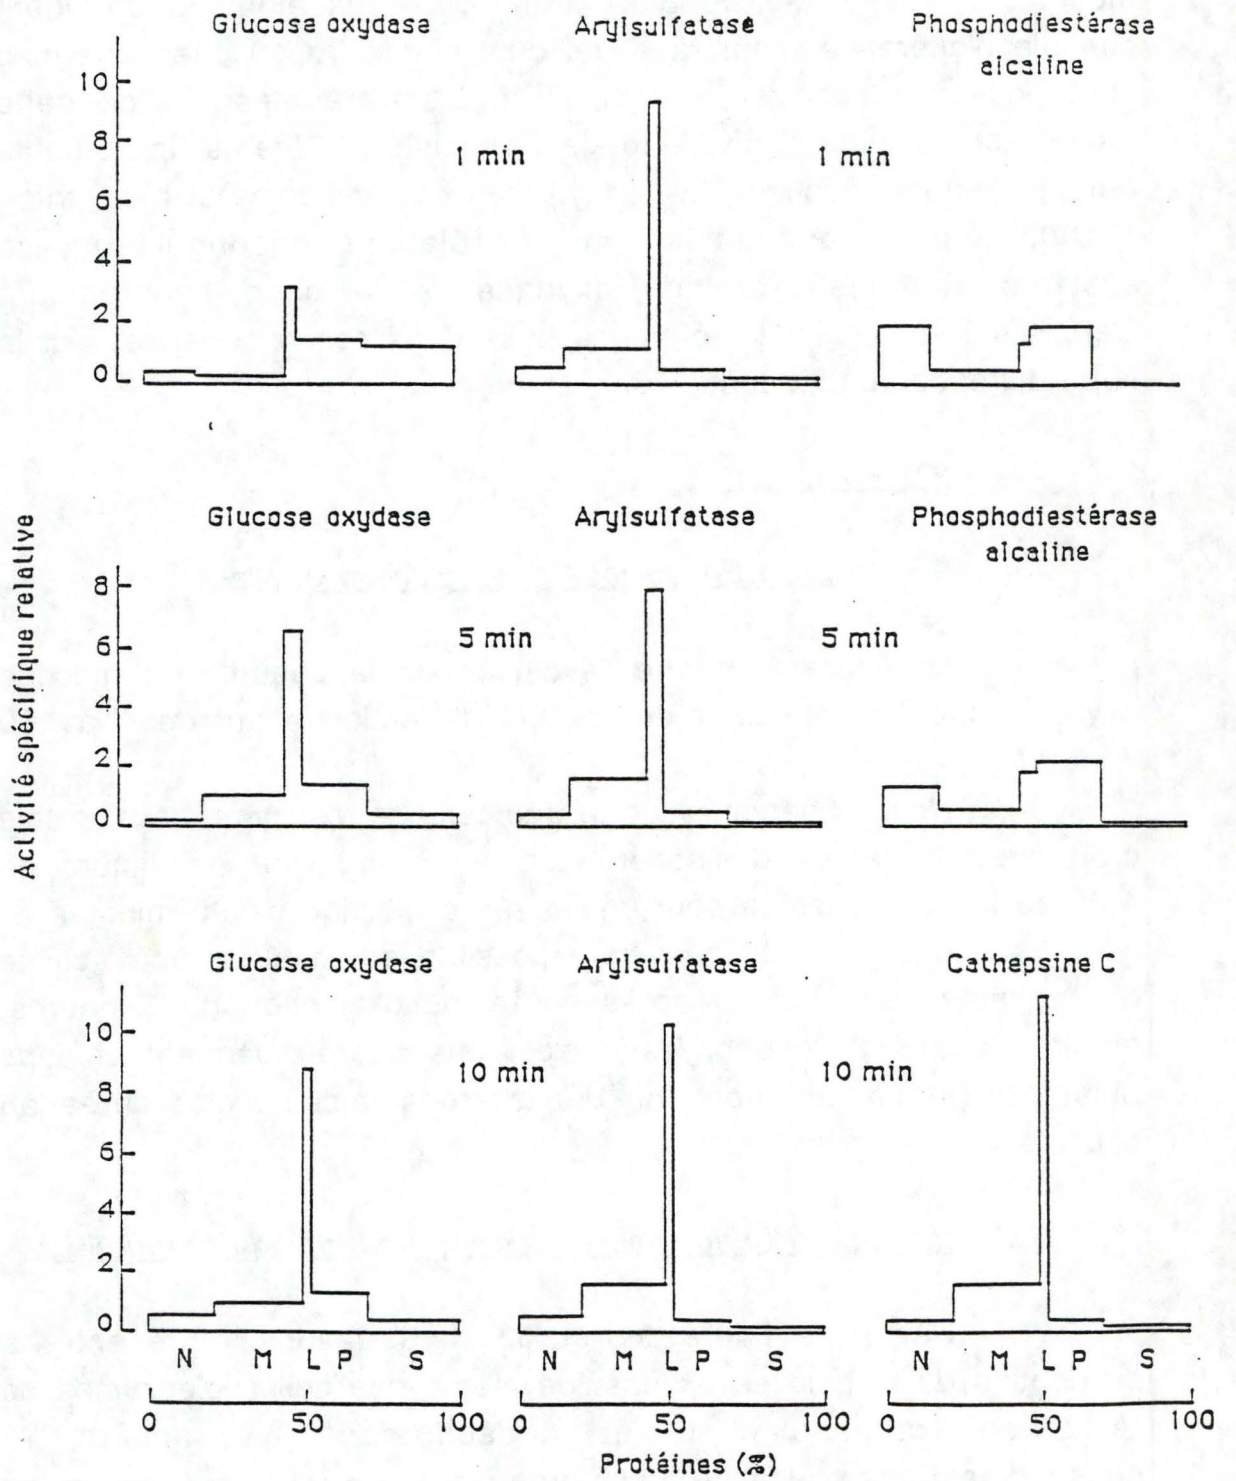 Glucose oxydase Arylsulfatase Phosphodiestérase
alcaline
10
8
1 min 1 min
6
4
2
0
Glucose oxydase Arylsulfatase Phosphodiestérase
alcaline
Activité spécifique relative
8
6
5 min 5 min
4
2
0
Glucose oxydase Arylsulfatase Cathepsine C
10
10 min 10 min
8
6
4
2
0
N M L P S N M L P S N M L P S
0 50 100 0 50 100 0 50 100
Protéines (%)